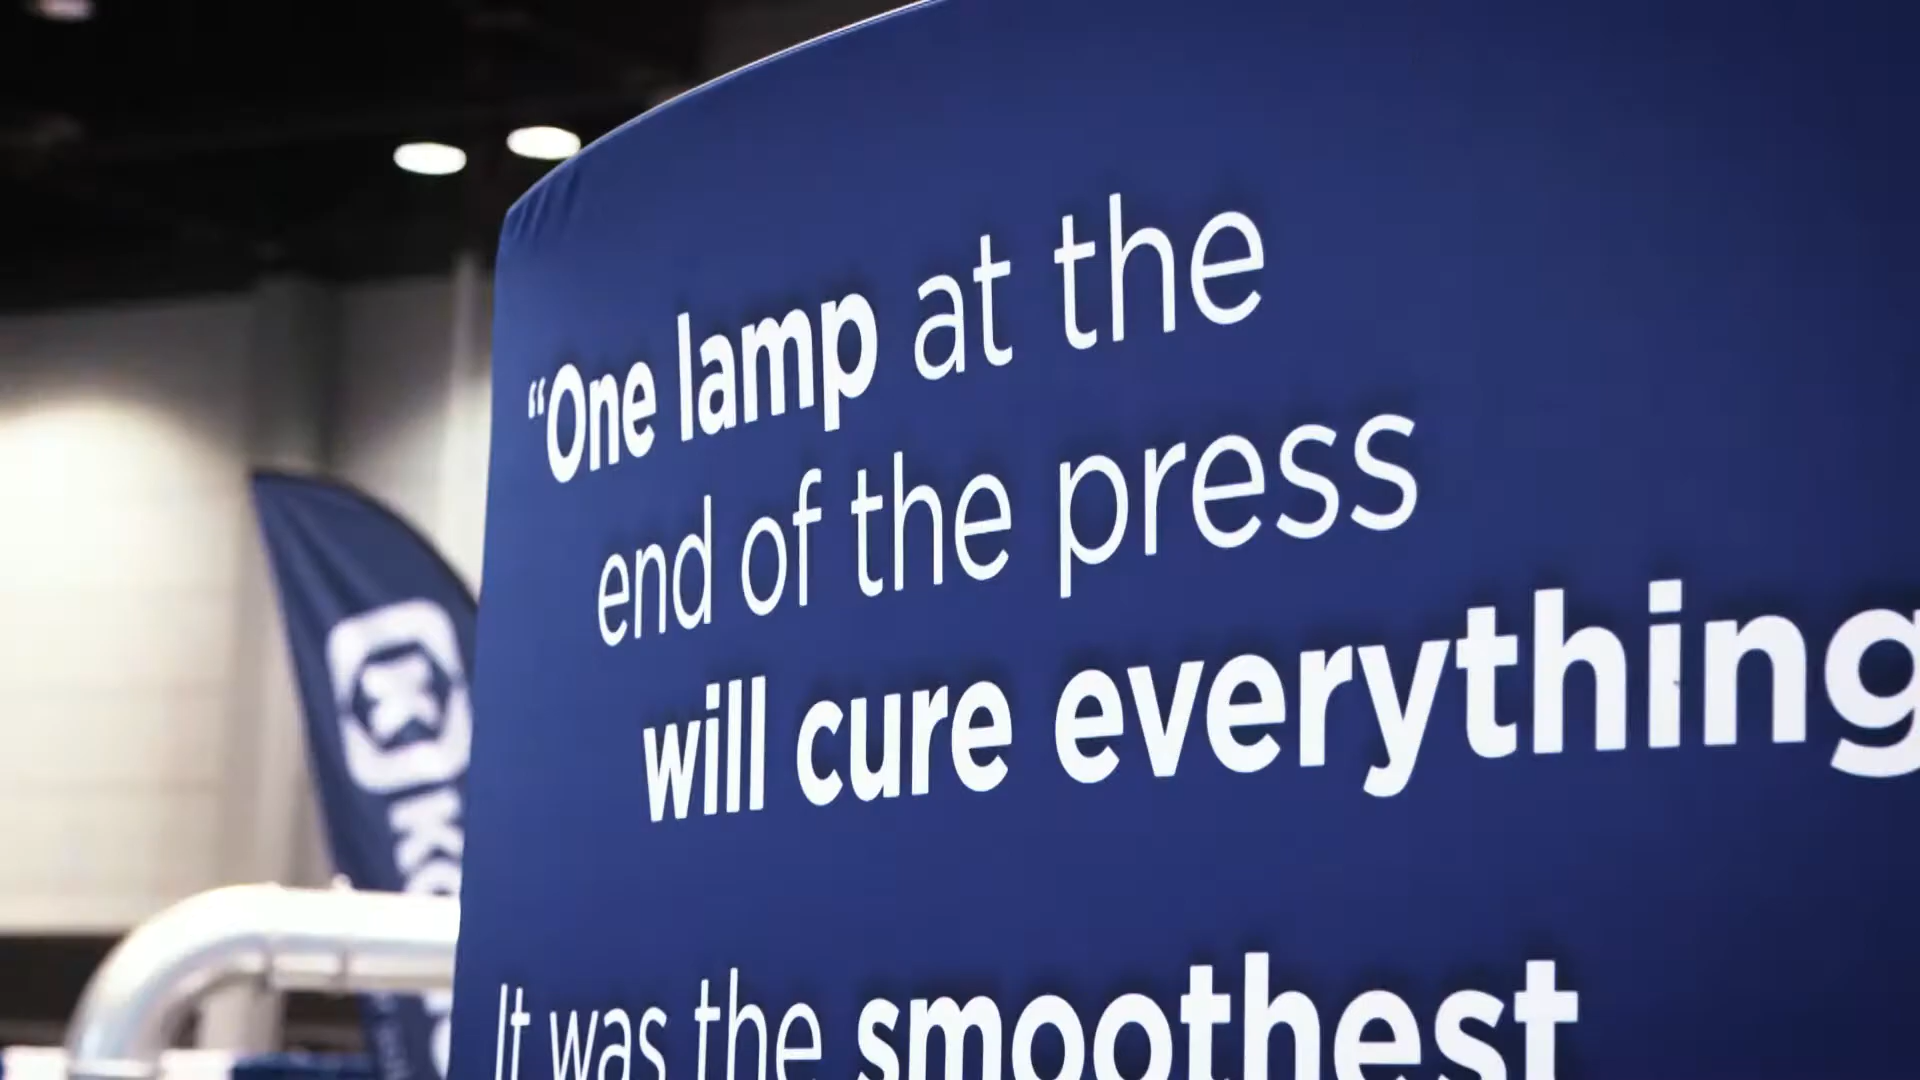 “One lamp at the
end of the press
will cure everything
It was the smoothest